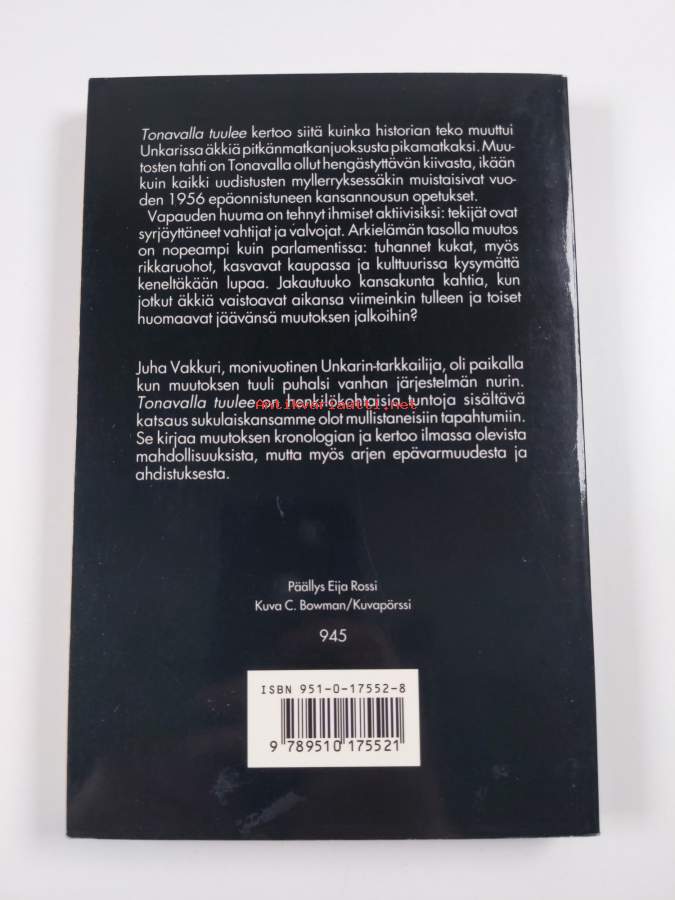 Tonavalla tuulee kertoo siitä kuinka historian teko muuttui
Unkarissa äkkiä pitkänmatkanjuoksusta pikamatkaksi. Muu-
tosten tahti on Tonavalla ollut hengästyttävän kiivasta, ikään
kuin kaikki uudistusten myllerryksessäkin muistaisivat vuo-
den 1956 epäonnistuneen kansannousun opetukset.
Vapauden huuma on tehnyt ihmiset aktiivisiksi: tekijät ovat
syrjäyttäneet vahtijat ja valvojat. Arkielämän tasolla muutos
on nopeampi kuin parlamentissa: tuhannet kukat, myös
rikkaruohot, kasvavat kaupassa ja kulttuurissa kysymättä
keneltäkään lupaa. Jakautuuko kansakunta kahtia, kun
jotkut äkkiä vaistoavat aikansa viimeinkin tulleen ja toiset
huomaavat jäävänsä muutoksen jalkoihin?
Juha Vakkuri, monivuotinen Unkarin-tarkkailija, oli paikalla
kun muutoksen tuuli puhalsi vanhan järjestelmän nurin.
Tonavalla tuulee on henkilökohtaisia tuntoja sisältävä
antikvariaatti.net
katsaus sukulaiskansamme olot mullistaneisiin tapahtumiin.
Se kirjaa muutoksen kronologian ja kertoo ilmassa olevista
mahdollisuuksista, mutta myös arjen epävarmuudesta ja
ahdistuksesta.
Päällys Eija Rossi
Kuva C. Bowman/Kuvapörssi
945
ISBN 951-0-17552-8
9 789510 175521